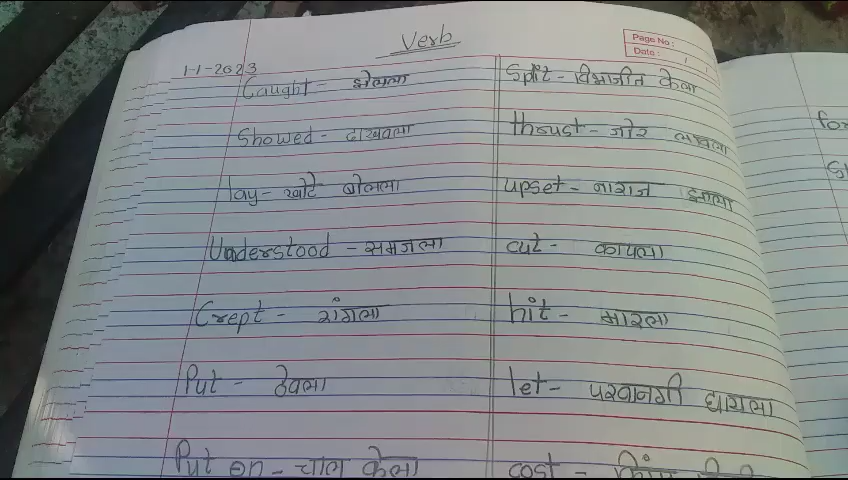 Verb
Page No:
Date:
1-1-2023
Caught - झेलला
Showed - दाखवला
lay - खोटे बोलला
Understood - समजला
Crept - रांगला
Put - ठेवला
Put on - चालू केला
Split - विभाजीत केला
thrust - जोर लावला
upset - नाराज झाला
cut - कापला
hit - मारला
let - परवानगी
cost -
for